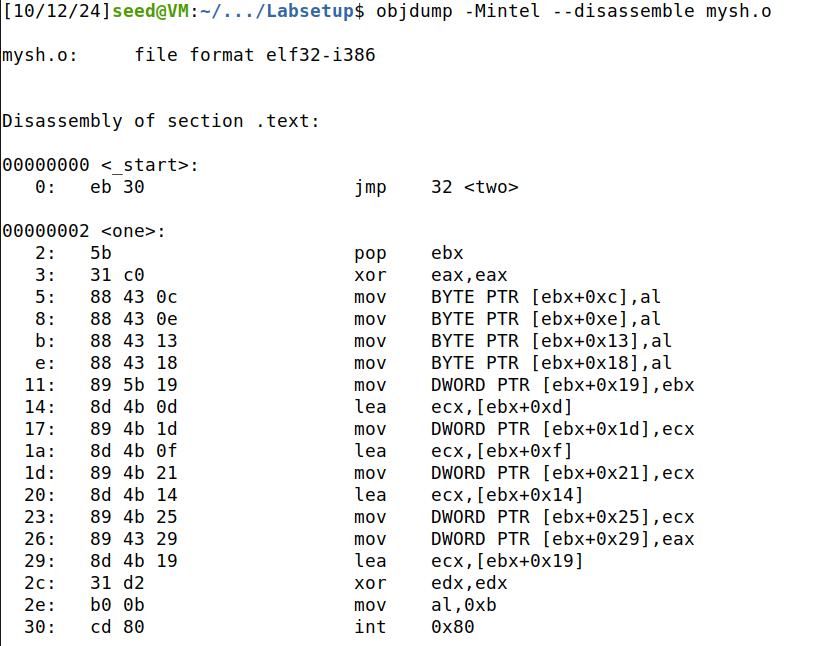 [10/12/24]seed@VM:~/.../Labsetup$ objdump -Mintel --disassemble mysh.o
mysh.o:     file format elf32-i386
Disassembly of section .text:
00000000 <_start>:
   0:   eb 30                   jmp    32 <two>
00000002 <one>:
   2:   5b                      pop    ebx
   3:   31 c0                   xor    eax,eax
   5:   88 43 0c                mov    BYTE PTR [ebx+0xc],al
   8:   88 43 0e                mov    BYTE PTR [ebx+0xe],al
   b:   88 43 13                mov    BYTE PTR [ebx+0x13],al
   e:   88 43 18                mov    BYTE PTR [ebx+0x18],al
  11:   89 5b 19                mov    DWORD PTR [ebx+0x19],ebx
  14:   8d 4b 0d                lea    ecx,[ebx+0xd]
  17:   89 4b 1d                mov    DWORD PTR [ebx+0x1d],ecx
  1a:   8d 4b 0f                lea    ecx,[ebx+0xf]
  1d:   89 4b 21                mov    DWORD PTR [ebx+0x21],ecx
  20:   8d 4b 14                lea    ecx,[ebx+0x14]
  23:   89 4b 25                mov    DWORD PTR [ebx+0x25],ecx
  26:   89 43 29                mov    DWORD PTR [ebx+0x29],eax
  29:   8d 4b 19                lea    ecx,[ebx+0x19]
  2c:   31 d2                   xor    edx,edx
  2e:   b0 0b                   mov    al,0xb
  30:   cd 80                   int    0x80